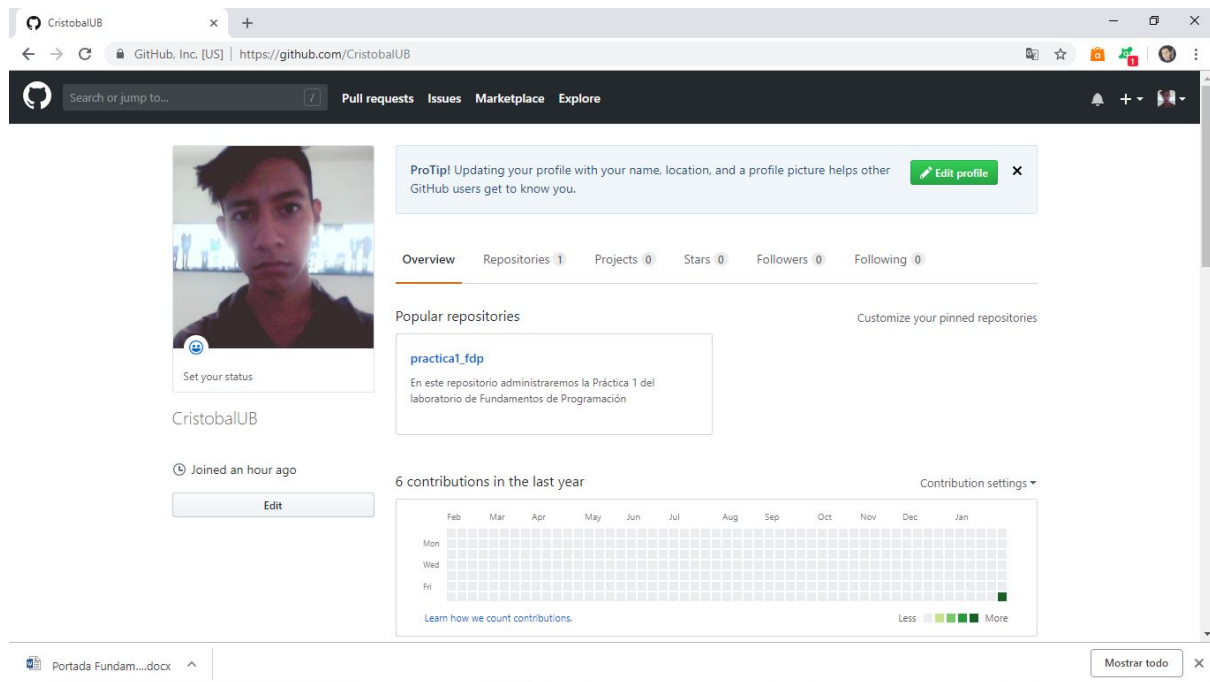 CristobalUB
GitHub, Inc. [US] | https://github.com/CristobalUB
a
1
Search or jump to... /
Pull requests Issues Marketplace Explore
ProTip! Updating your profile with your name, location, and a profile picture helps other
GitHub users get to know you.
Edit profile
Overview Repositories 1 Projects 0 Stars 0 Followers 0 Following 0
Popular repositories
Customize your pinned repositories
practica1_fdp
En este repositorio administraremos la Práctica 1 del
laboratorio de Fundamentos de Programación
Set your status
CristobalUB
Joined an hour ago
Edit
6 contributions in the last year
Contribution settings
Feb Mar Apr May Jun Jul Aug Sep Oct Nov Dec Jan
Mon
Wed
Fri
Learn how we count contributions.
Less More
Portada Fundam....docx
Mostrar todo